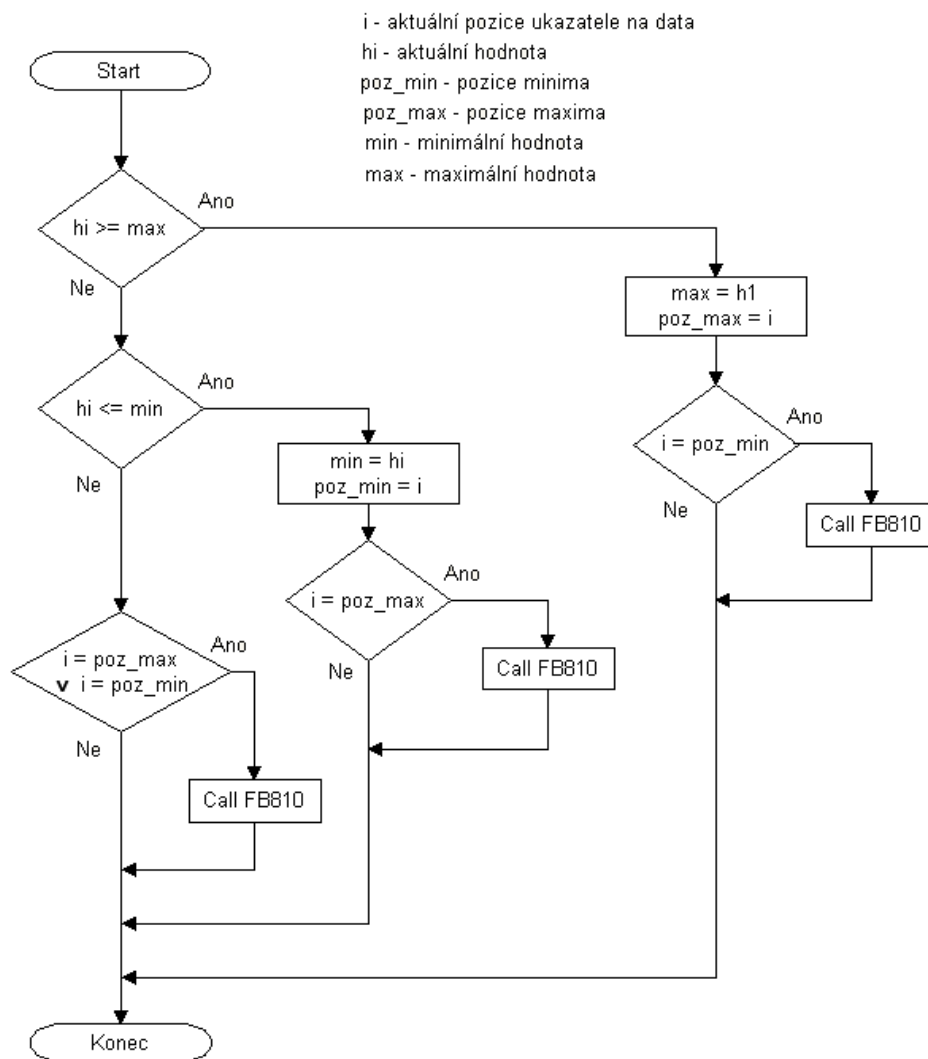 i - aktuální pozice ukazatele na data
hi - aktuální hodnota
poz_min - pozice minima
poz_max - pozice maxima
min - minimální hodnota
max - maximální hodnota
Start
hi >= max
Ano
Ne
max = h1
poz_max = i
hi <= min
Ano
Ne
i = poz_min
Ano
Ne
min = hi
poz_min = i
Call FB810
i = poz_max
Ano
Ne
Call FB810
i = poz_max
v i = poz_min
Ano
Ne
Call FB810
Konec